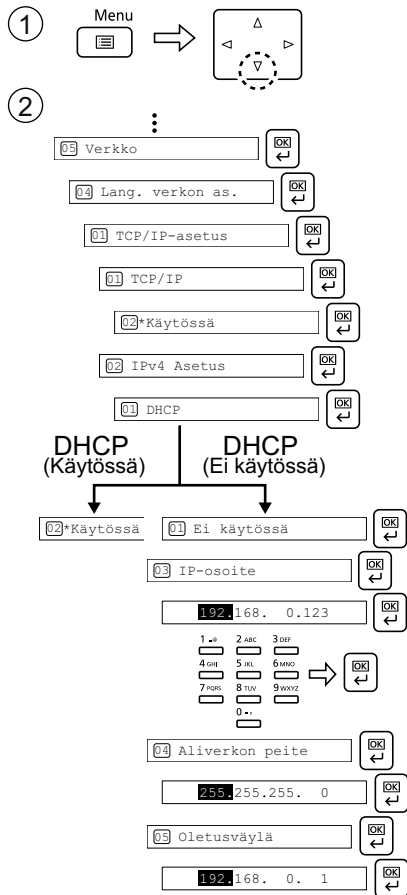 1
Menu
2
05 Verkko OK
04 Lang. verkon as. OK
01 TCP/IP-asetus OK
01 TCP/IP OK
02*Käytössä OK
02 IPv4 Asetus OK
01 DHCP OK
DHCP
(Käytössä)
DHCP
(Ei käytössä)
02*Käytössä
01 Ei käytössä OK
03 IP-osoite OK
192.168. 0.123 OK
1 .@ 2 ABC 3 DEF
4 GHI 5 JKL 6 MNO OK
7 PQRS 8 TUV 9 WXYZ
0 -,
04 Aliverkon peite OK
255.255.255. 0 OK
05 Oletusväylä OK
192.168. 0. 1 OK